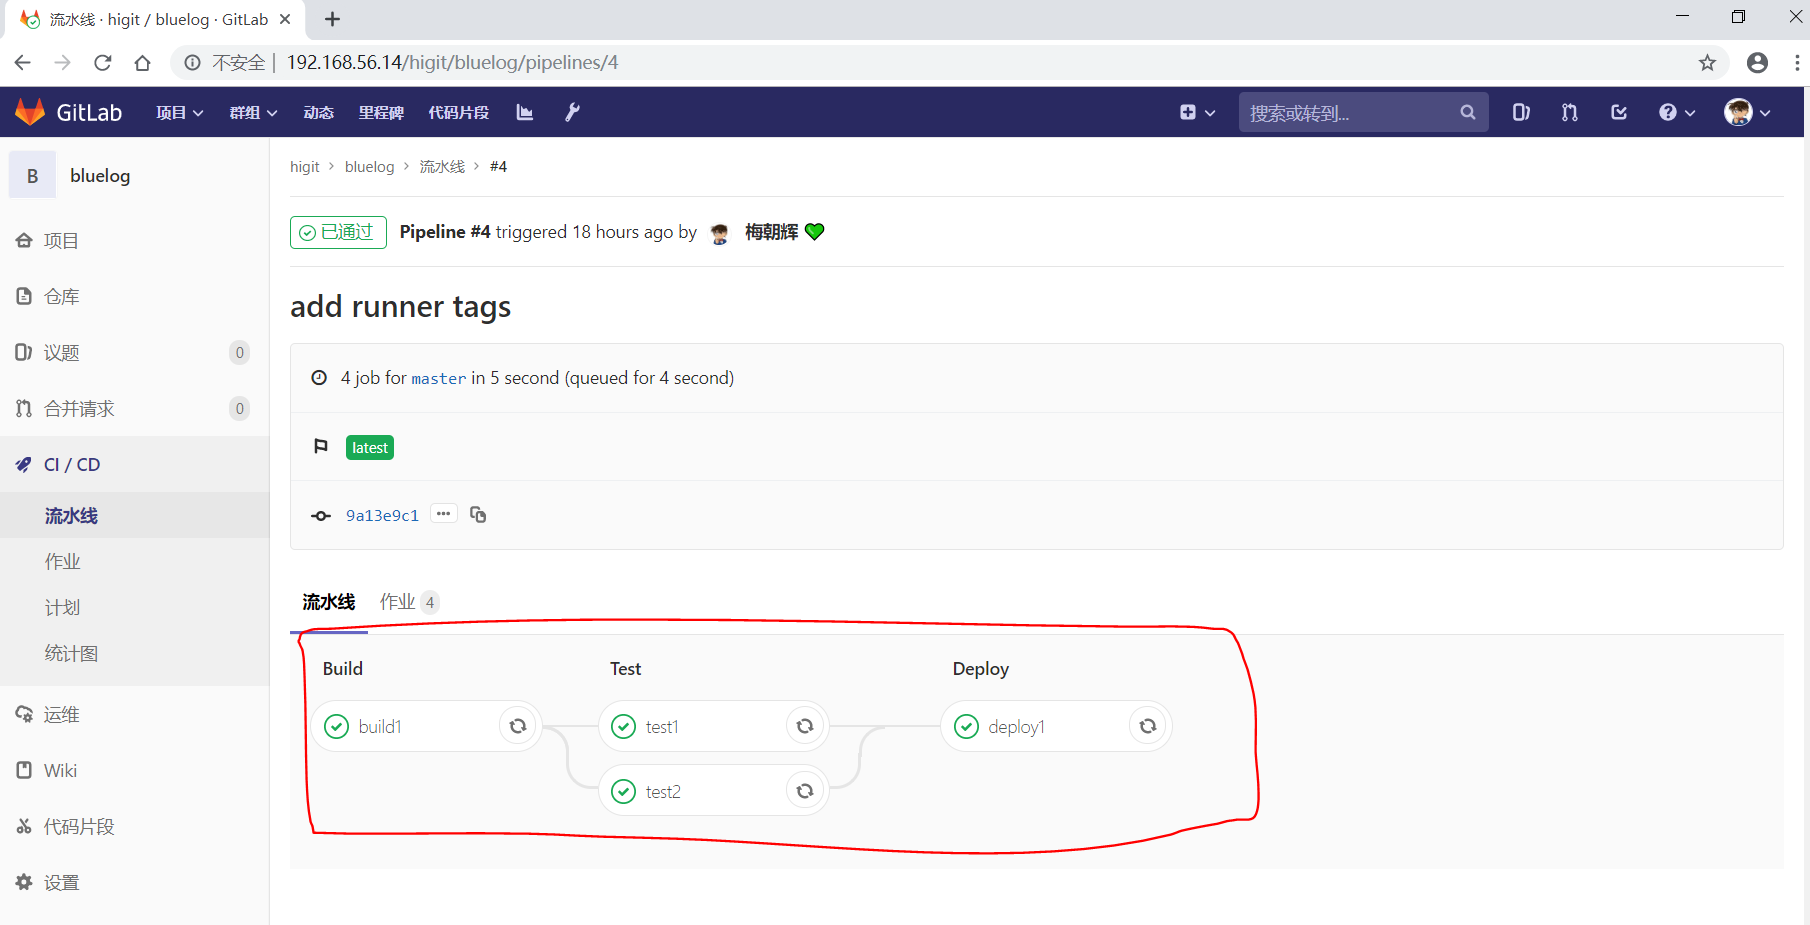 流水线 · higit / bluelog · GitLab
不安全 | 192.168.56.14/higit/bluelog/pipelines/4
GitLab 项目 群组 动态 里程碑 代码片段 搜索或转到...
B bluelog
项目
仓库
议题 0
合并请求 0
CI / CD
流水线
作业
计划
统计图
运维
Wiki
代码片段
设置
higit > bluelog > 流水线 > #4
已通过 Pipeline #4 triggered 18 hours ago by 梅朝辉
add runner tags
4 job for master in 5 second (queued for 4 second)
latest
9a13e9c1 ...
流水线 作业 4
Build Test Deploy
build1 test1 deploy1
test2